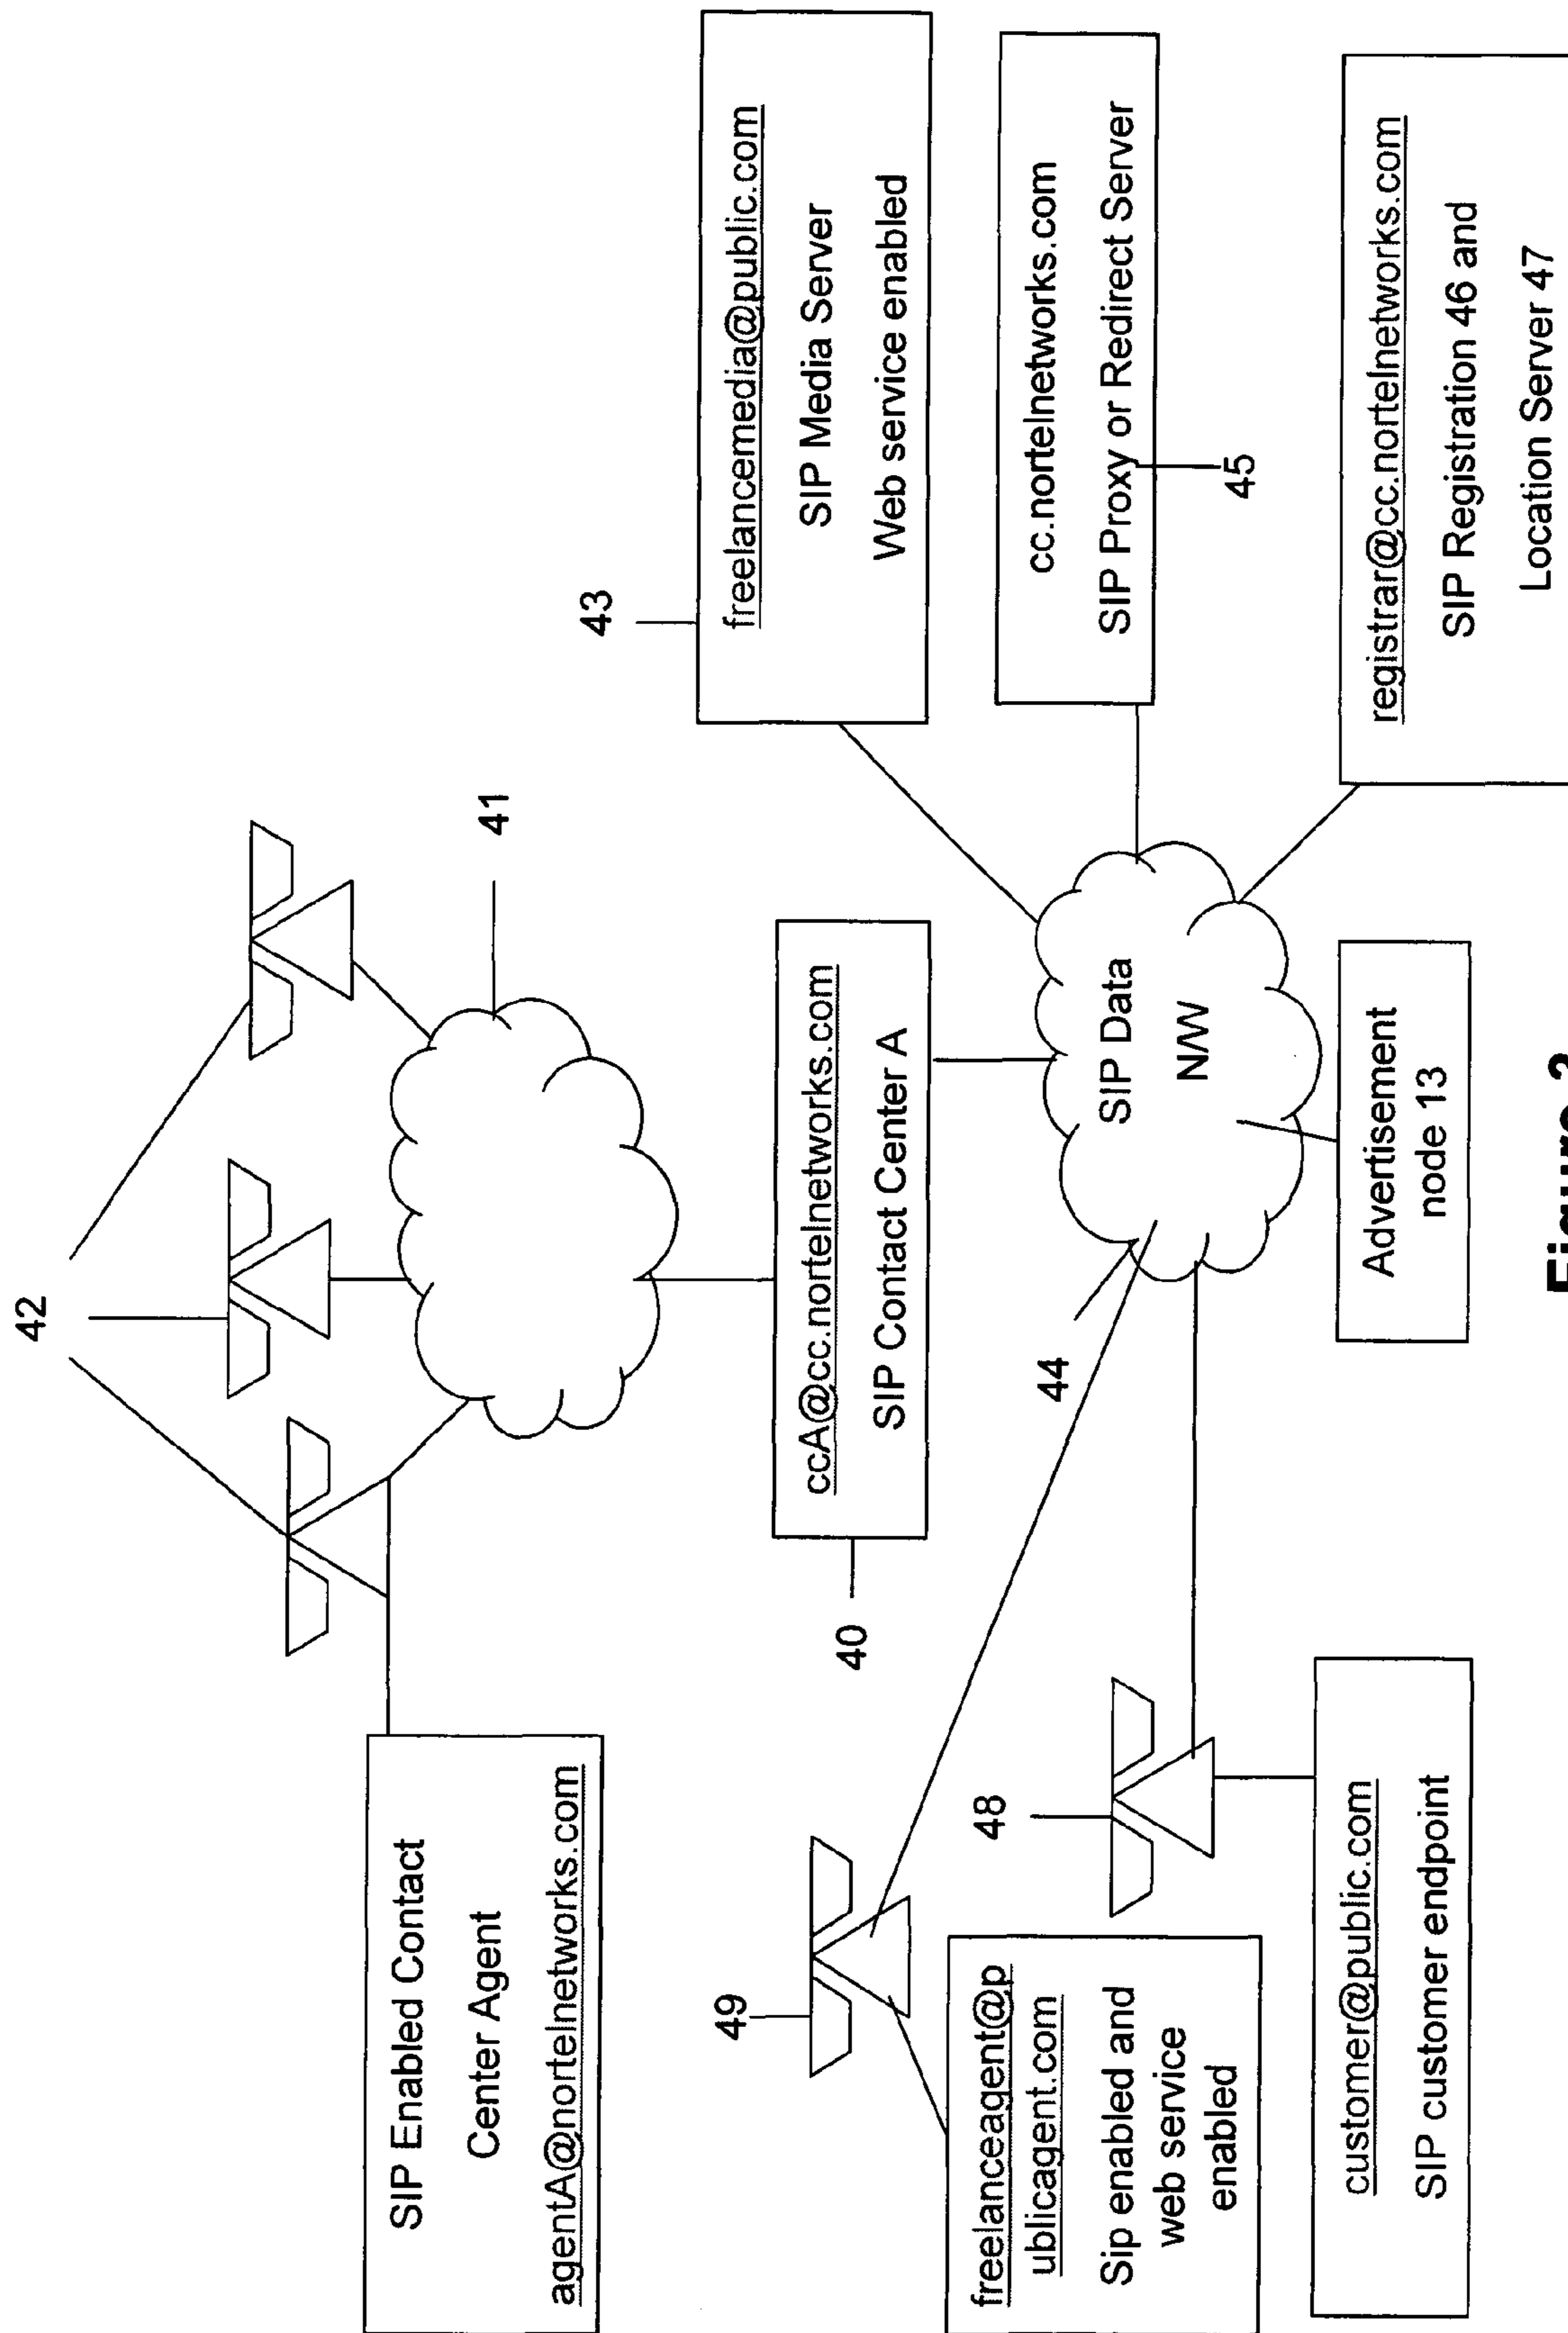 42
SIP Enabled Contact
Center Agent
agentA@nortelnetworks.com
41
43
freelancemedia@public.com
SIP Media Server
Web service enabled
40
ccA@cc.nortelnetworks.com
SIP Contact Center A
49
freelanceagent@p
ublicagent.com
Sip enabled and
web service
enabled
48
44
SIP Data
N/W
cc.nortelnetworks.com
SIP Proxy or Redirect Server
45
customer@public.com
SIP customer endpoint
Advertisement
node 13
registrar@cc.nortelnetworks.com
SIP Registration 46 and
Location Server 47
Figure 3